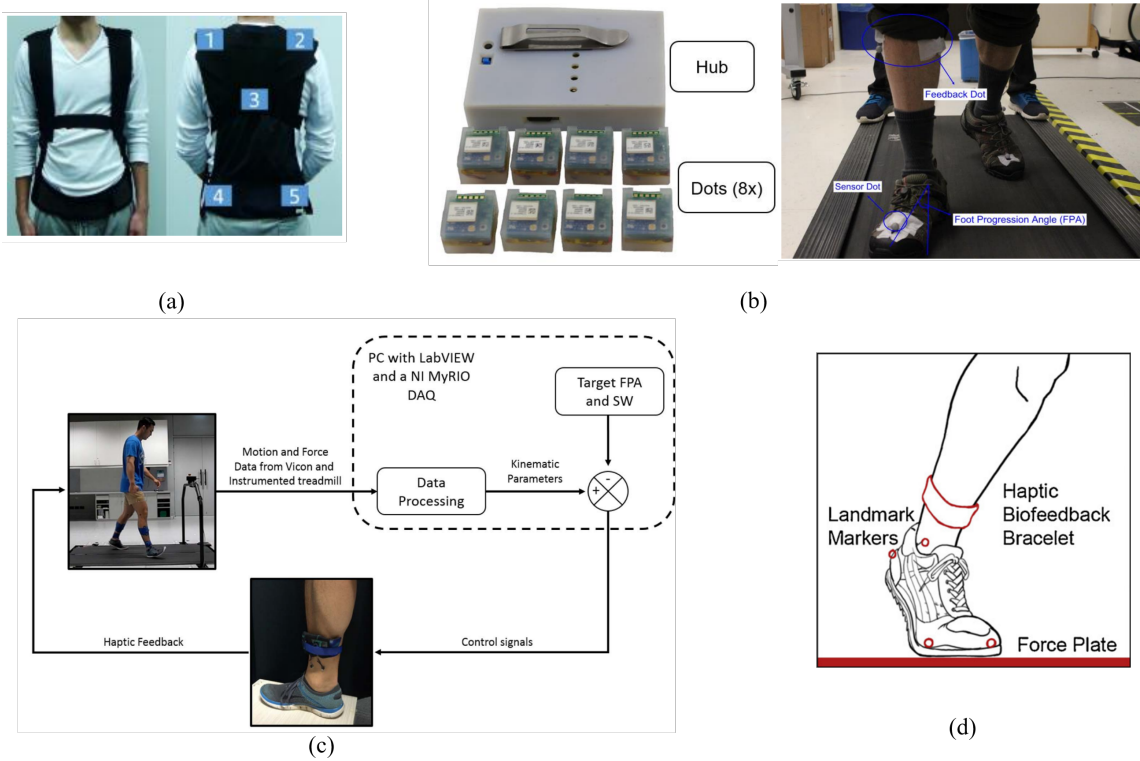 1
2
3
4
5
Hub
Dots (8x)
Feedback Dot
Sensor Dot
Foot Progression Angle (FPA)
(a)
(b)
PC with LabVIEW
and a NI MyRIO
DAQ
Target FPA
and SW
Motion and Force
Data from Vicon and
Instrumented treadmill
Data
Processing
Kinematic
Parameters
-
+
Haptic Feedback
Control signals
(c)
Landmark
Markers
Haptic
Biofeedback
Bracelet
Force Plate
(d)